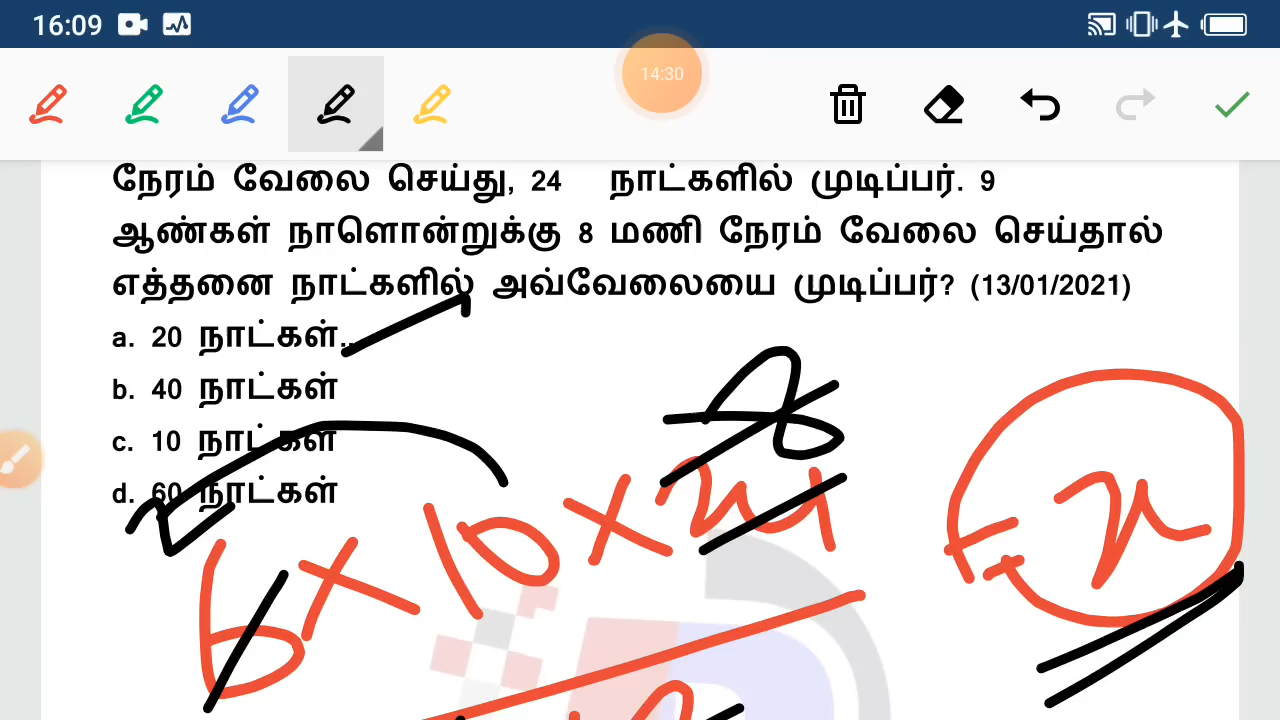 16:09
14:30
நேரம் வேலை செய்து, 24 நாட்களில் முடிப்பர். 9
ஆண்கள் நாளொன்றுக்கு 8 மணி நேரம் வேலை செய்தால்
எத்தனை நாட்களில் அவ்வேலையை முடிப்பர்? (13/01/2021)
a. 20 நாட்கள்..
b. 40 நாட்கள்
c. 10 நாட்கள்
d. 60 நாட்கள்
6 × 10 × 24 = x